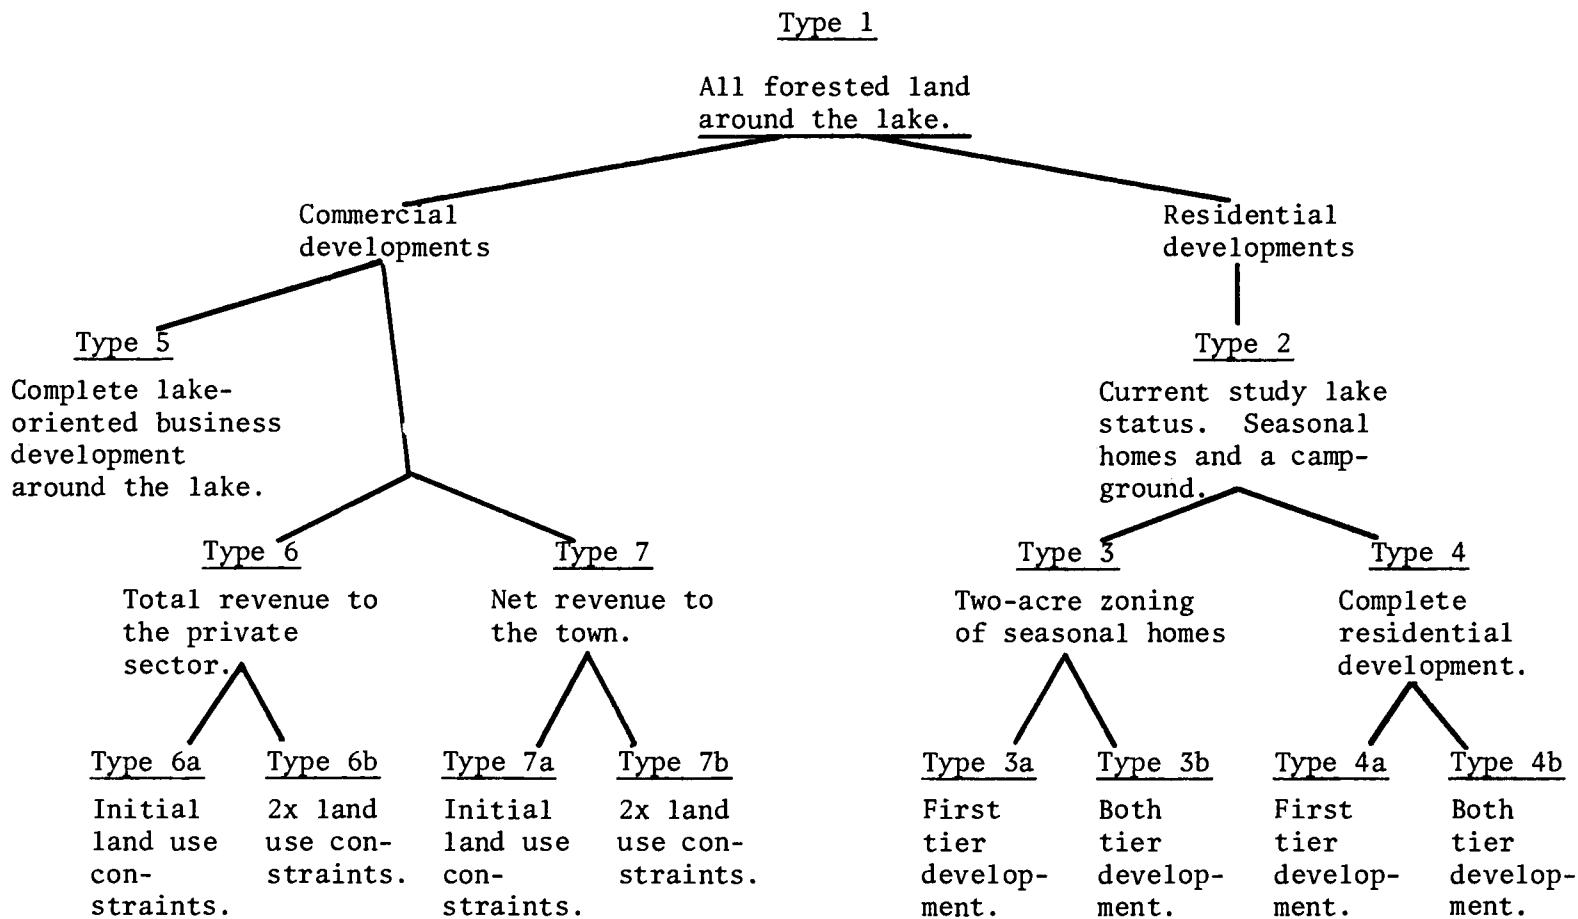 Type 1
All forested land
around the lake.
Commercial
developments
Residential
developments
Type 5
Complete lake-
oriented business
development
around the lake.
Type 2
Current study lake
status. Seasonal
homes and a camp-
ground.
Type 6
Total revenue to
the private
sector.
Type 7
Net revenue to
the town.
Type 3
Two-acre zoning
of seasonal homes
Type 4
Complete
residential
development.
Type 6a
Initial
land use
con-
straints.
Type 6b
2x land
use con-
straints.
Type 7a
Initial
land use
con-
straints.
Type 7b
2x land
use con-
straints.
Type 3a
First
tier
develop-
ment.
Type 3b
Both
tier
develop-
ment.
Type 4a
First
tier
develop-
ment.
Type 4b
Both
tier
develop-
ment.